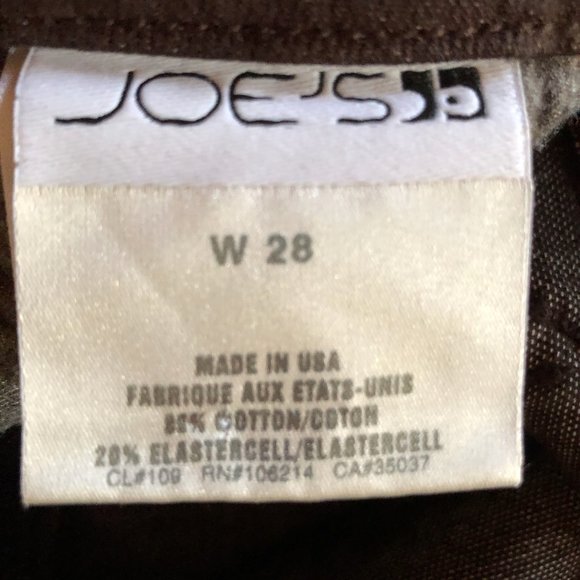 JOE'S
W 28
MADE IN USA
FABRIQUE AUX ETATS-UNIS
COTTON/COTON
20% ELASTERCELL/ELASTERCELL
CL#109 RN#106214 CA#35037